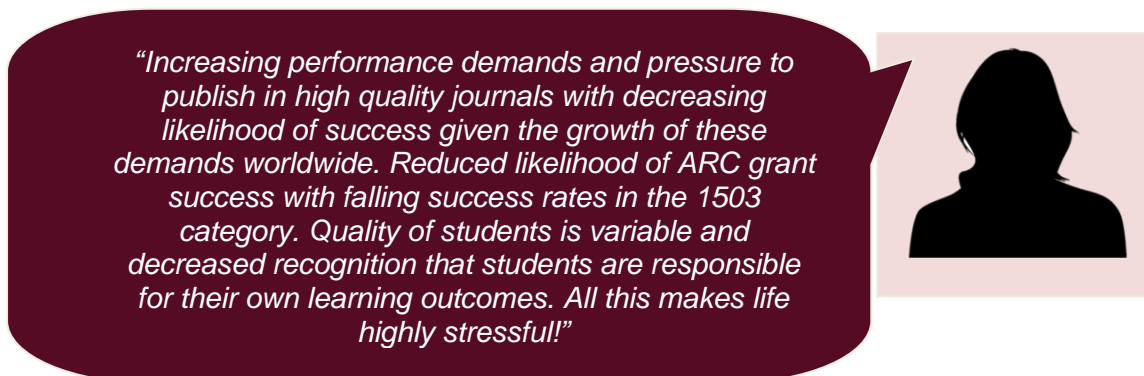 “Increasing performance demands and pressure to
publish in high quality journals with decreasing
likelihood of success given the growth of these
demands worldwide. Reduced likelihood of ARC grant
success with falling success rates in the 1503
category. Quality of students is variable and
decreased recognition that students are responsible
for their own learning outcomes. All this makes life
highly stressful!”